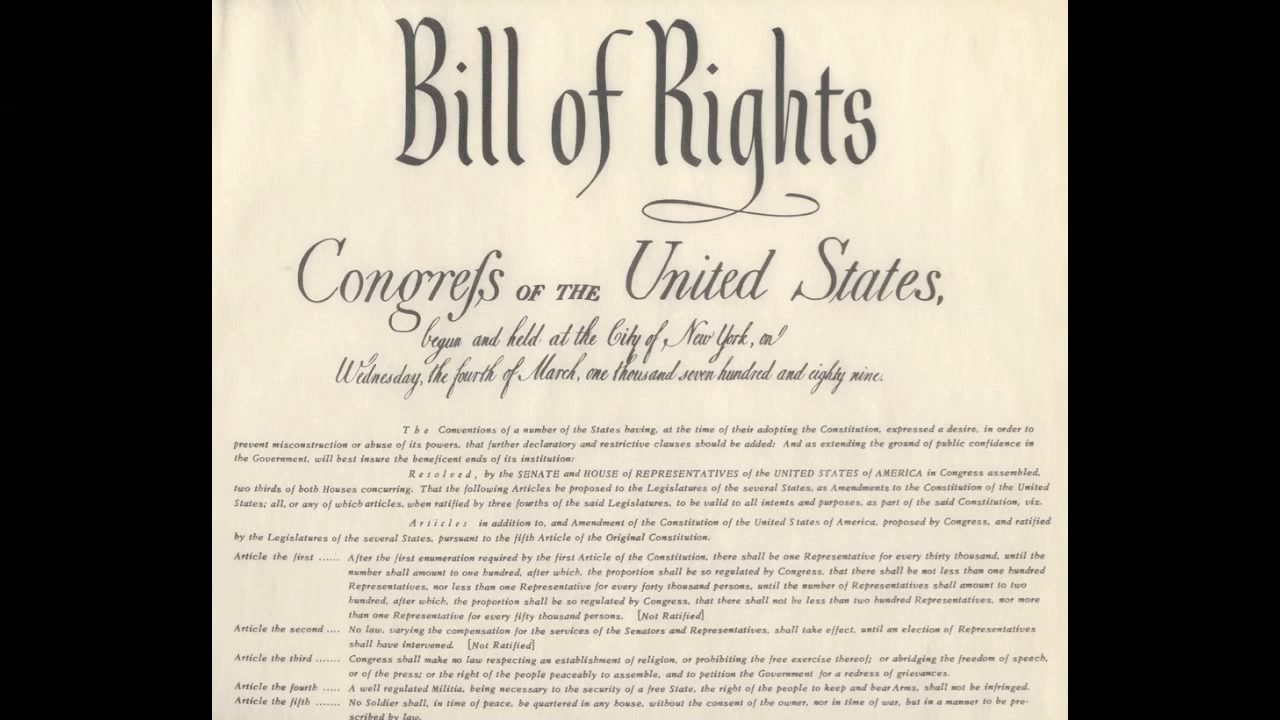 Bill of Rights
Congreſs OF THE United States,
begun and held at the City of New York, on
Wednesday, the fourth of March, one thousand seven hundred and eighty nine.
The Conventions of a number of the States having, at the time of their adopting the Constitution, expressed a desire, in order to
prevent misconstruction or abuse of its powers, that further declaratory and restrictive clauses should be added: And as extending the ground of public confidence in
the Government, will best insure the beneficent ends of its institution:
Resolved, by the SENATE and HOUSE of REPRESENTATIVES of the UNITED STATES of AMERICA in Congress assembled,
two thirds of both Houses concurring. That the following Articles be proposed to the Legislatures of the several States, as Amendments to the Constitution of the United
States; all, or any of which articles, when ratified by three fourths of the said Legislatures, to be valid to all intents and purposes, as part of the said Constitution, viz.
Articles in addition to, and Amendment of the Constitution of the United States of America, proposed by Congress, and ratified
by the Legislatures of the several States, pursuant to the fifth Article of the Original Constitution.
Article the first ...... After the first enumeration required by the first Article of the Constitution, there shall be one Representative for every thirty thousand, until the
number shall amount to one hundred, after which, the proportion shall be so regulated by Congress, that there shall be not less than one hundred
Representatives, nor less than one Representative for every forty thousand persons, until the number of Representatives shall amount to two
hundred, after which, the proportion shall be so regulated by Congress, that there shall not be less than two hundred Representatives, nor more
than one Representative for every fifty thousand persons. [Not Ratified]
Article the second .... No law, varying the compensation for the services of the Senators and Representatives, shall take effect, until an election of Representatives
shall have intervened. [Not Ratified]
Article the third ....... Congress shall make no law respecting an establishment of religion, or prohibiting the free exercise thereof; or abridging the freedom of speech,
or of the press; or the right of the people peaceably to assemble, and to petition the Government for a redress of grievances.
Article the fourth ..... A well regulated Militia, being necessary to the security of a free State, the right of the people to keep and bear Arms, shall not be infringed.
Article the fifth ....... No Soldier shall, in time of peace, be quartered in any house, without the consent of the owner, nor in time of war, but in a manner to be pre-
scribed by law.